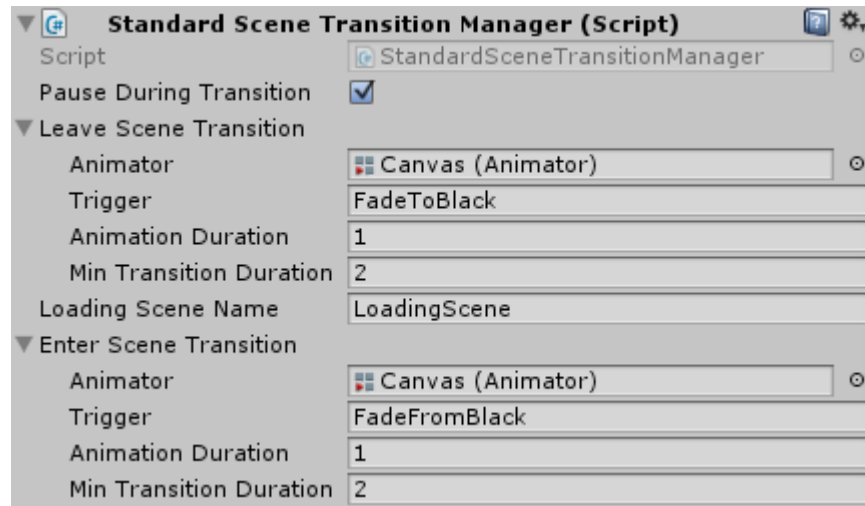 Standard Scene Transition Manager (Script)
Script StandardSceneTransitionManager
Pause During Transition
Leave Scene Transition
Animator Canvas (Animator)
Trigger FadeToBlack
Animation Duration 1
Min Transition Duration 2
Loading Scene Name LoadingScene
Enter Scene Transition
Animator Canvas (Animator)
Trigger FadeFromBlack
Animation Duration 1
Min Transition Duration 2